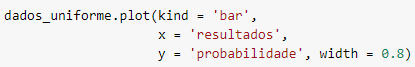 dados_uniforme.plot(kind = 'bar',
x = 'resultados',
y = 'probabilidade', width = 0.8)